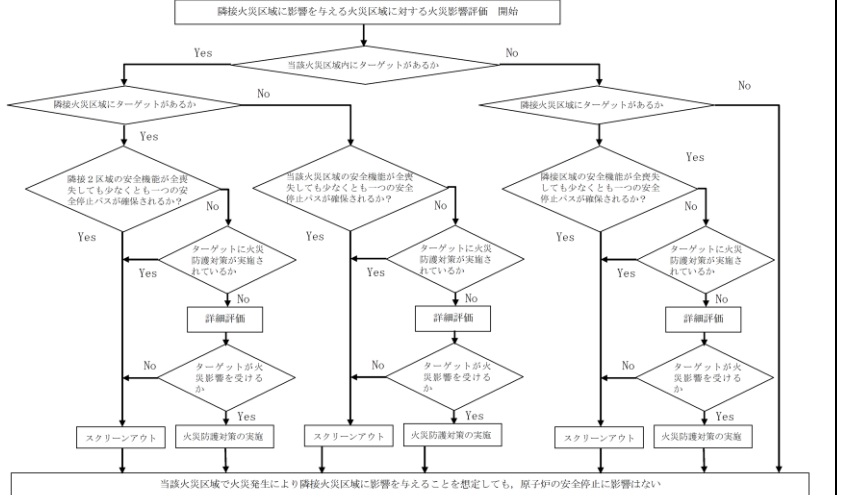 隣接火災区域に影響を与える火災区域に対する火災影響評価　開始
Yes
当該火災区域内にターゲットがあるか
No
隣接火災区域にターゲットがあるか
No
隣接火災区域にターゲットがあるか
No
Yes
Yes
隣接２区域の安全機能が全喪
失しても少なくとも一つの安
全停止パスが確保されるか？
当該火災区域の安全機能が全喪
失しても少なくとも一つの安全
停止パスが確保されるか？
隣接区域の安全機能が全喪失
しても少なくとも一つの安全
停止パスが確保されるか？
No
No
No
Yes
Yes
Yes
ターゲットに火災
防護対策が実施さ
れているか
ターゲットに火災
防護対策が実施さ
れているか
ターゲットに火災
防護対策が実施さ
れているか
Yes
Yes
Yes
No
No
No
詳細評価
詳細評価
詳細評価
No
ターゲットが火
災影響を受ける
か
No
ターゲットが火
災影響を受けるか
No
ターゲットが火
災影響を受ける
か
Yes
Yes
Yes
スクリーンアウト
火災防護対策の実施
スクリーンアウト
火災防護対策の実施
スクリーンアウト
火災防護対策の実施
当該火災区域で火災発生により隣接火災区域に影響を与えることを想定しても，原子炉の安全停止に影響はない